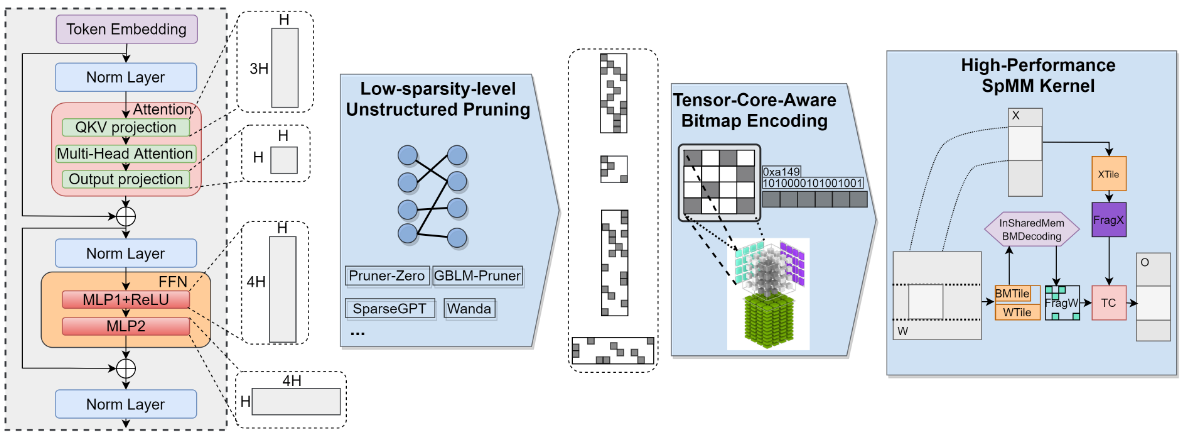 Token Embedding
Norm Layer
Attention
QKV projection
Multi-Head Attention
Output projection
Norm Layer
FFN
MLP1+ReLU
MLP2
Norm Layer
H
3H
H
H
H
4H
4H
H
Low-sparsity-level
Unstructured Pruning
Pruner-Zero
GBLM-Pruner
SparseGPT
Wanda
...
Tensor-Core-Aware
Bitmap Encoding
0xa149
1010000101001001
High-Performance
SpMM Kernel
X
XTile
FragX
InSharedMem
BMDecoding
O
BMTile
WTile
FragW
TC
W